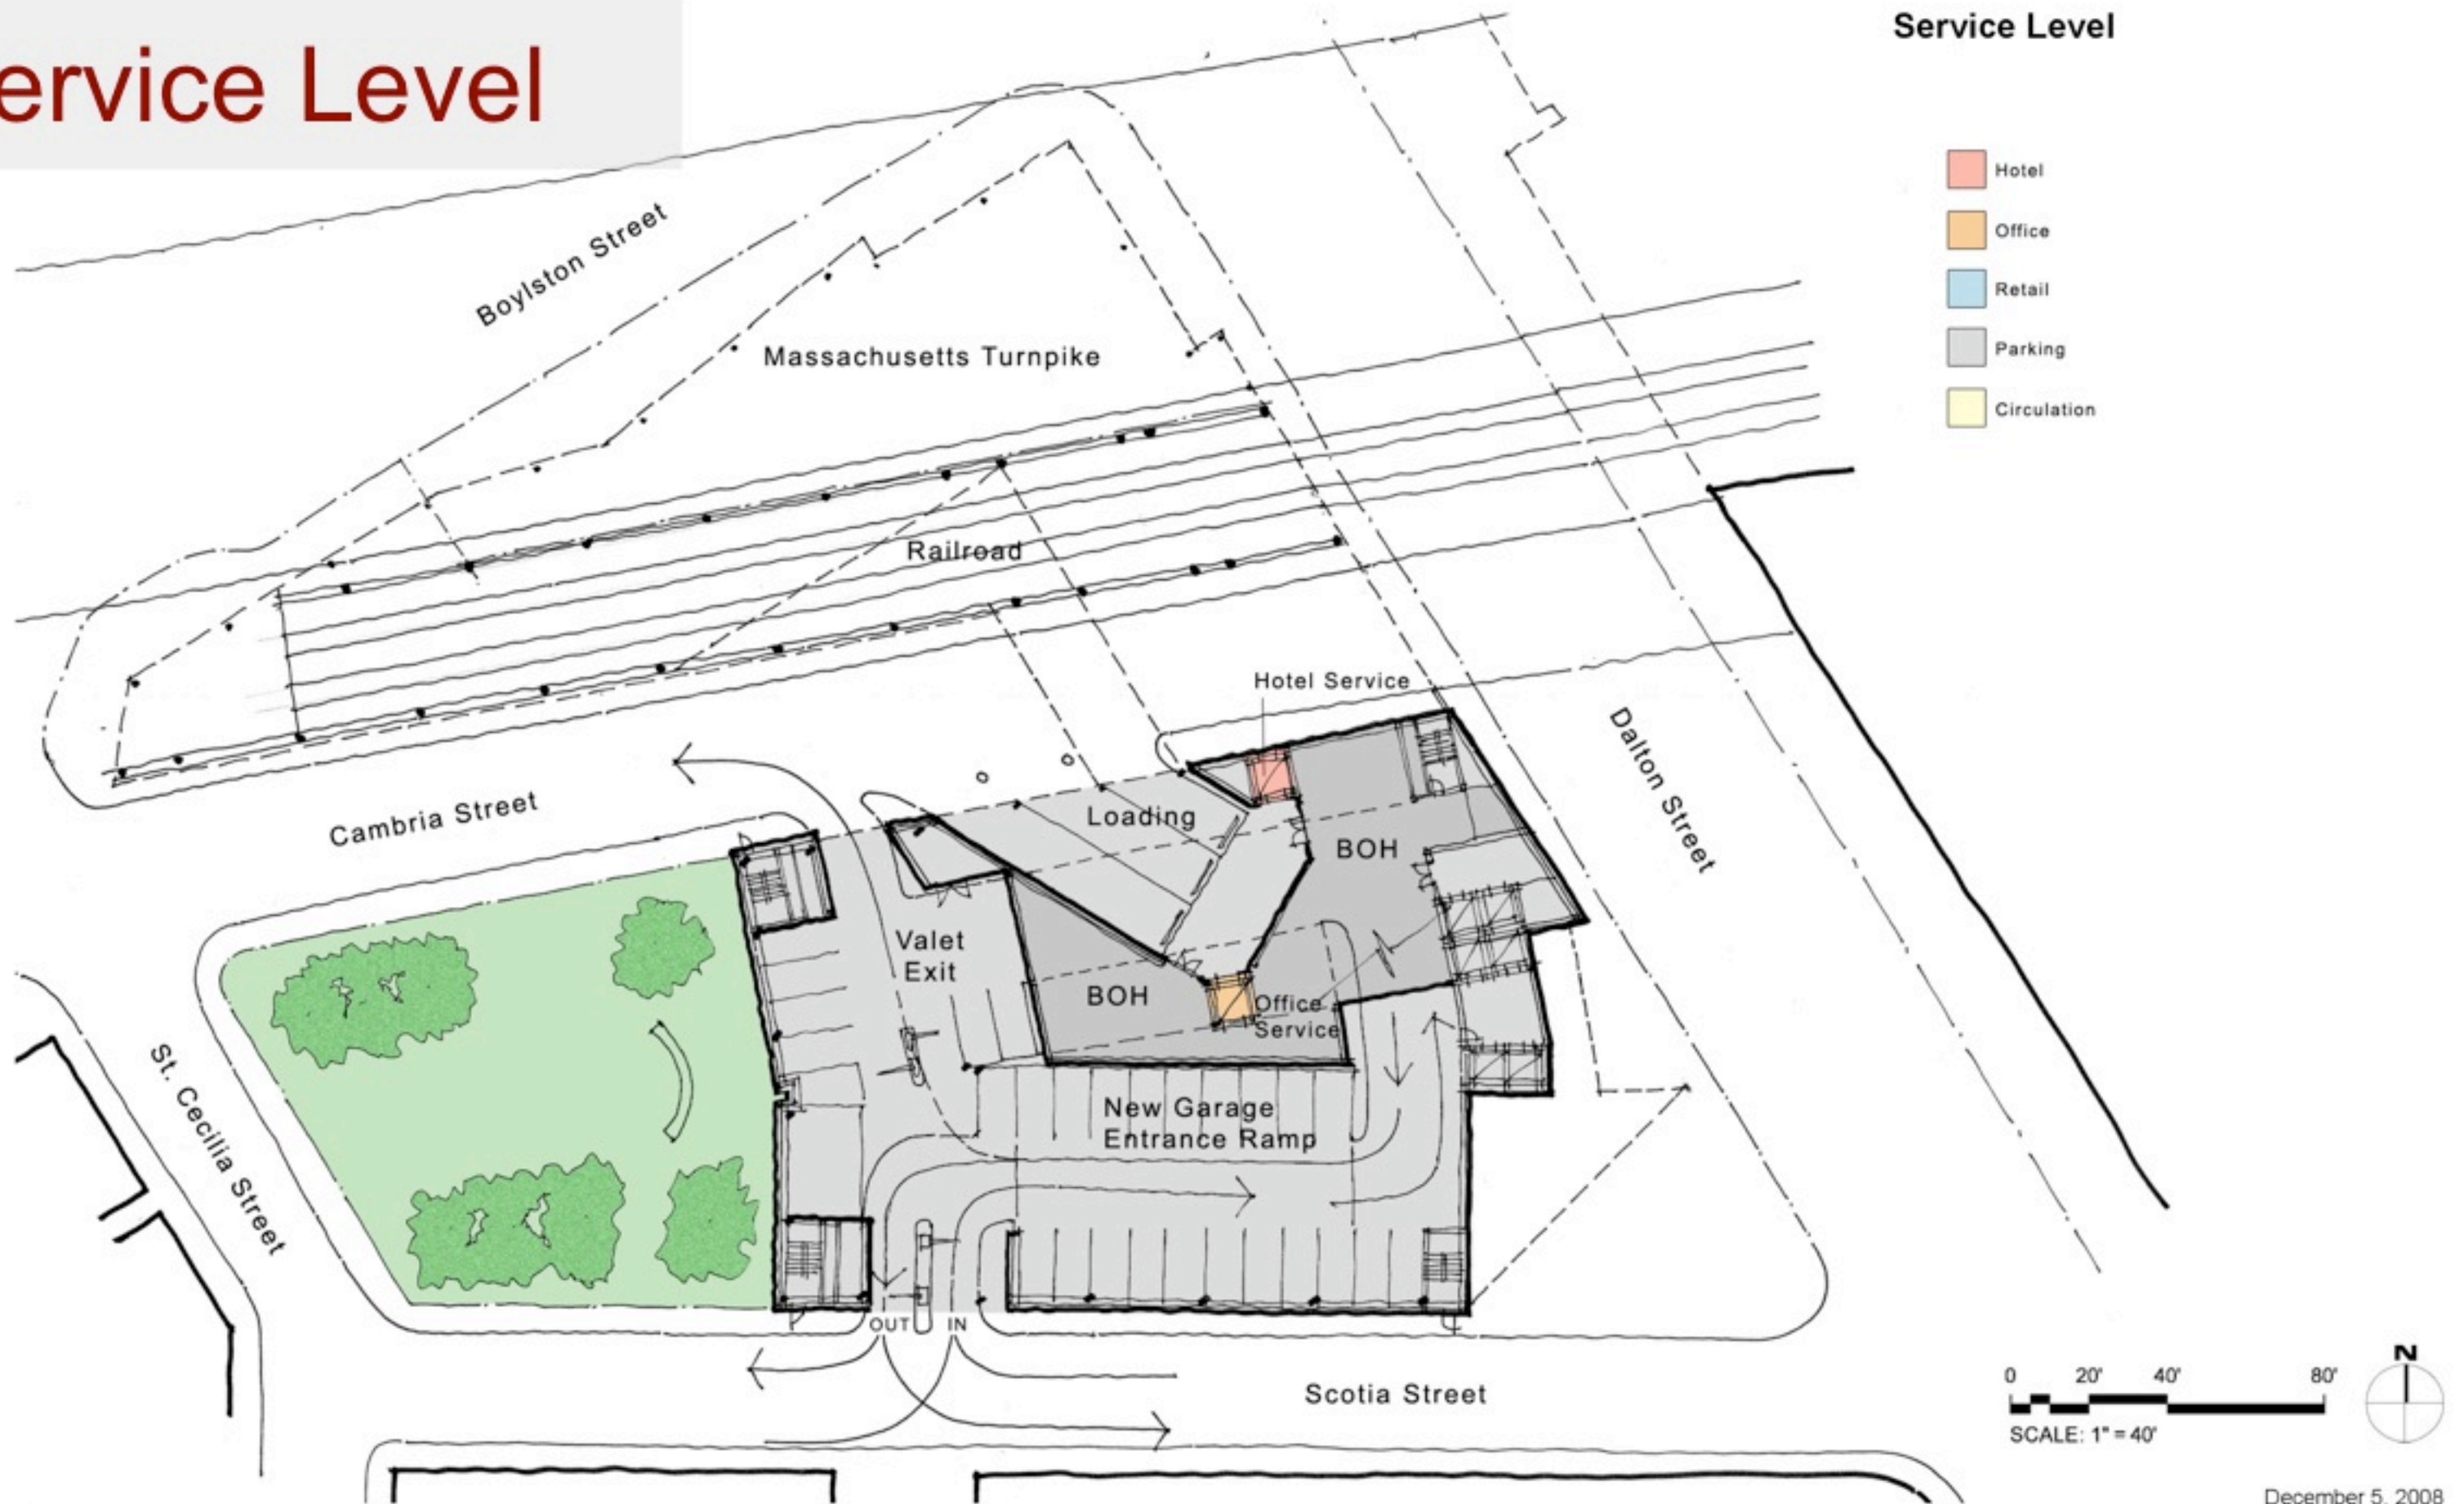 ervice Level
Service Level
Hotel
Office
Retail
Parking
Circulation
Boylston Street
Massachusetts Turnpike
Railroad
Hotel Service
Dalton Street
Cambria Street
Loading
BOH
Valet
Exit
BOH
Office
Service
St. Cecilia Street
New Garage
Entrance Ramp
OUT
IN
Scotia Street
N
0 20' 40' 80'
SCALE: 1" = 40'
December 5, 2008